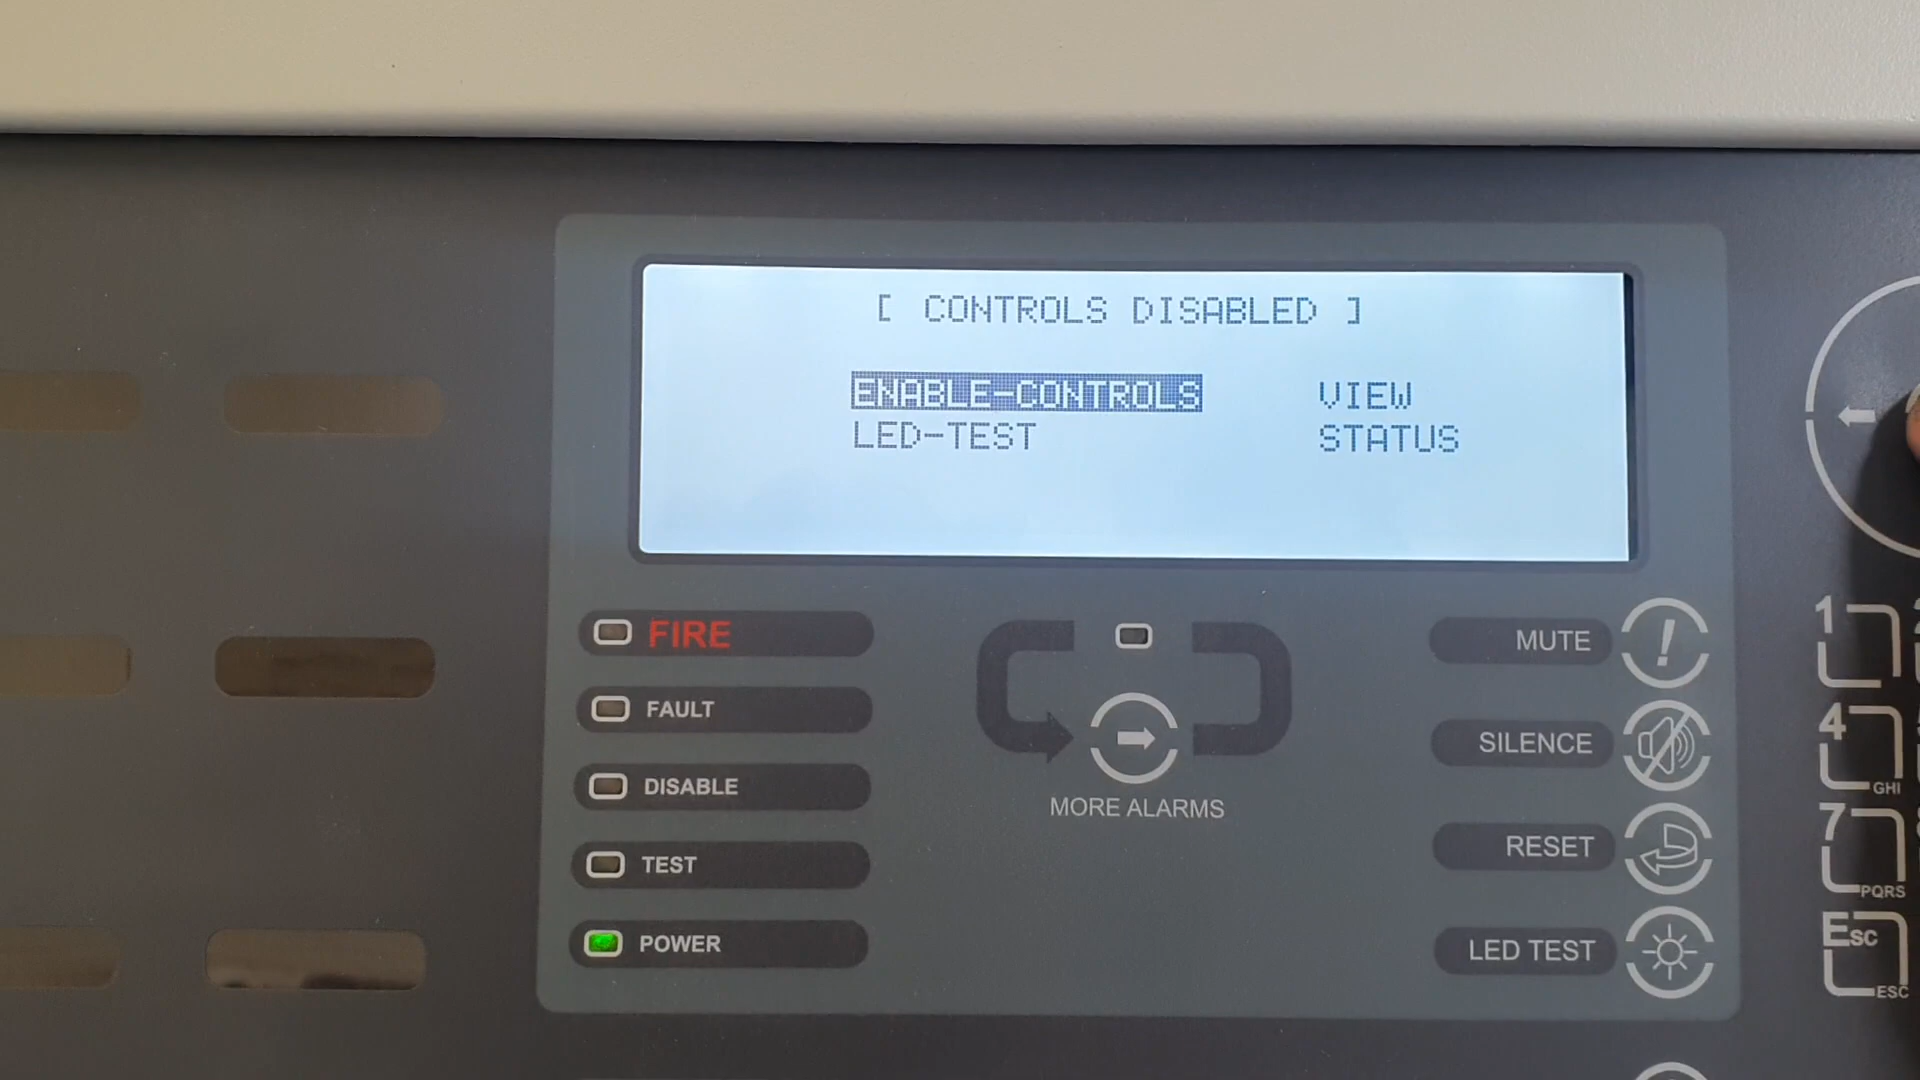 [ CONTROLS DISABLED ]
ENABLE-CONTROLS VIEW
LED-TEST STATUS
FIRE
FAULT
DISABLE
TEST
POWER
MORE ALARMS
MUTE
SILENCE
RESET
LED TEST
1
4 GHI
7 PQRS
Esc ESC